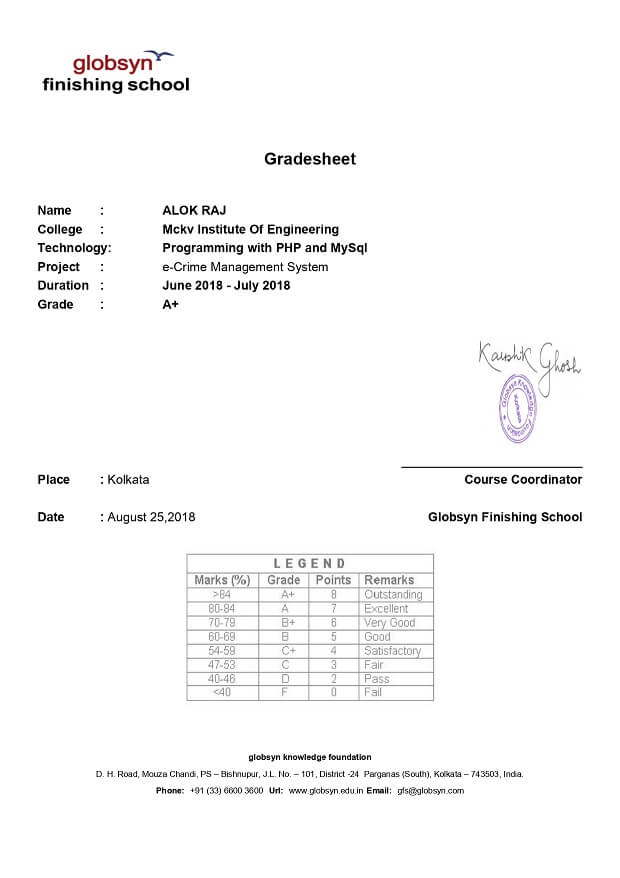 globsyn
finishing school
Gradesheet
Name : ALOK RAJ
College : Mckv Institute Of Engineering
Technology: Programming with PHP and MySql
Project : e-Crime Management System
Duration : June 2018 - July 2018
Grade : A+
Kaushik Ghosh
Globsyn Knowledge Foundation
Place : Kolkata Course Coordinator
Date : August 25,2018 Globsyn Finishing School
LEGEND
Marks (%) Grade Points Remarks
>84 A+ 8 Outstanding
80-84 A 7 Excellent
70-79 B+ 6 Very Good
60-69 B 5 Good
54-59 C+ 4 Satisfactory
47-53 C 3 Fair
40-46 D 2 Pass
<40 F 0 Fail
globsyn knowledge foundation
D. H. Road, Mouza Chandi, PS – Bishnupur, J.L. No. – 101, District -24 Parganas (South), Kolkata – 743503, India.
Phone: +91 (33) 6600 3600 Url: www.globsyn.edu.in Email: gfs@globsyn.com